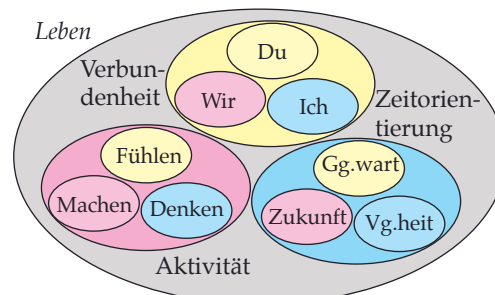 Leben
Du
Verbun-
denheit
Wir
Ich
Zeitorien-
tierung
Fühlen
Machen
Denken
Gg.wart
Zukunft
Vg.heit
Aktivität